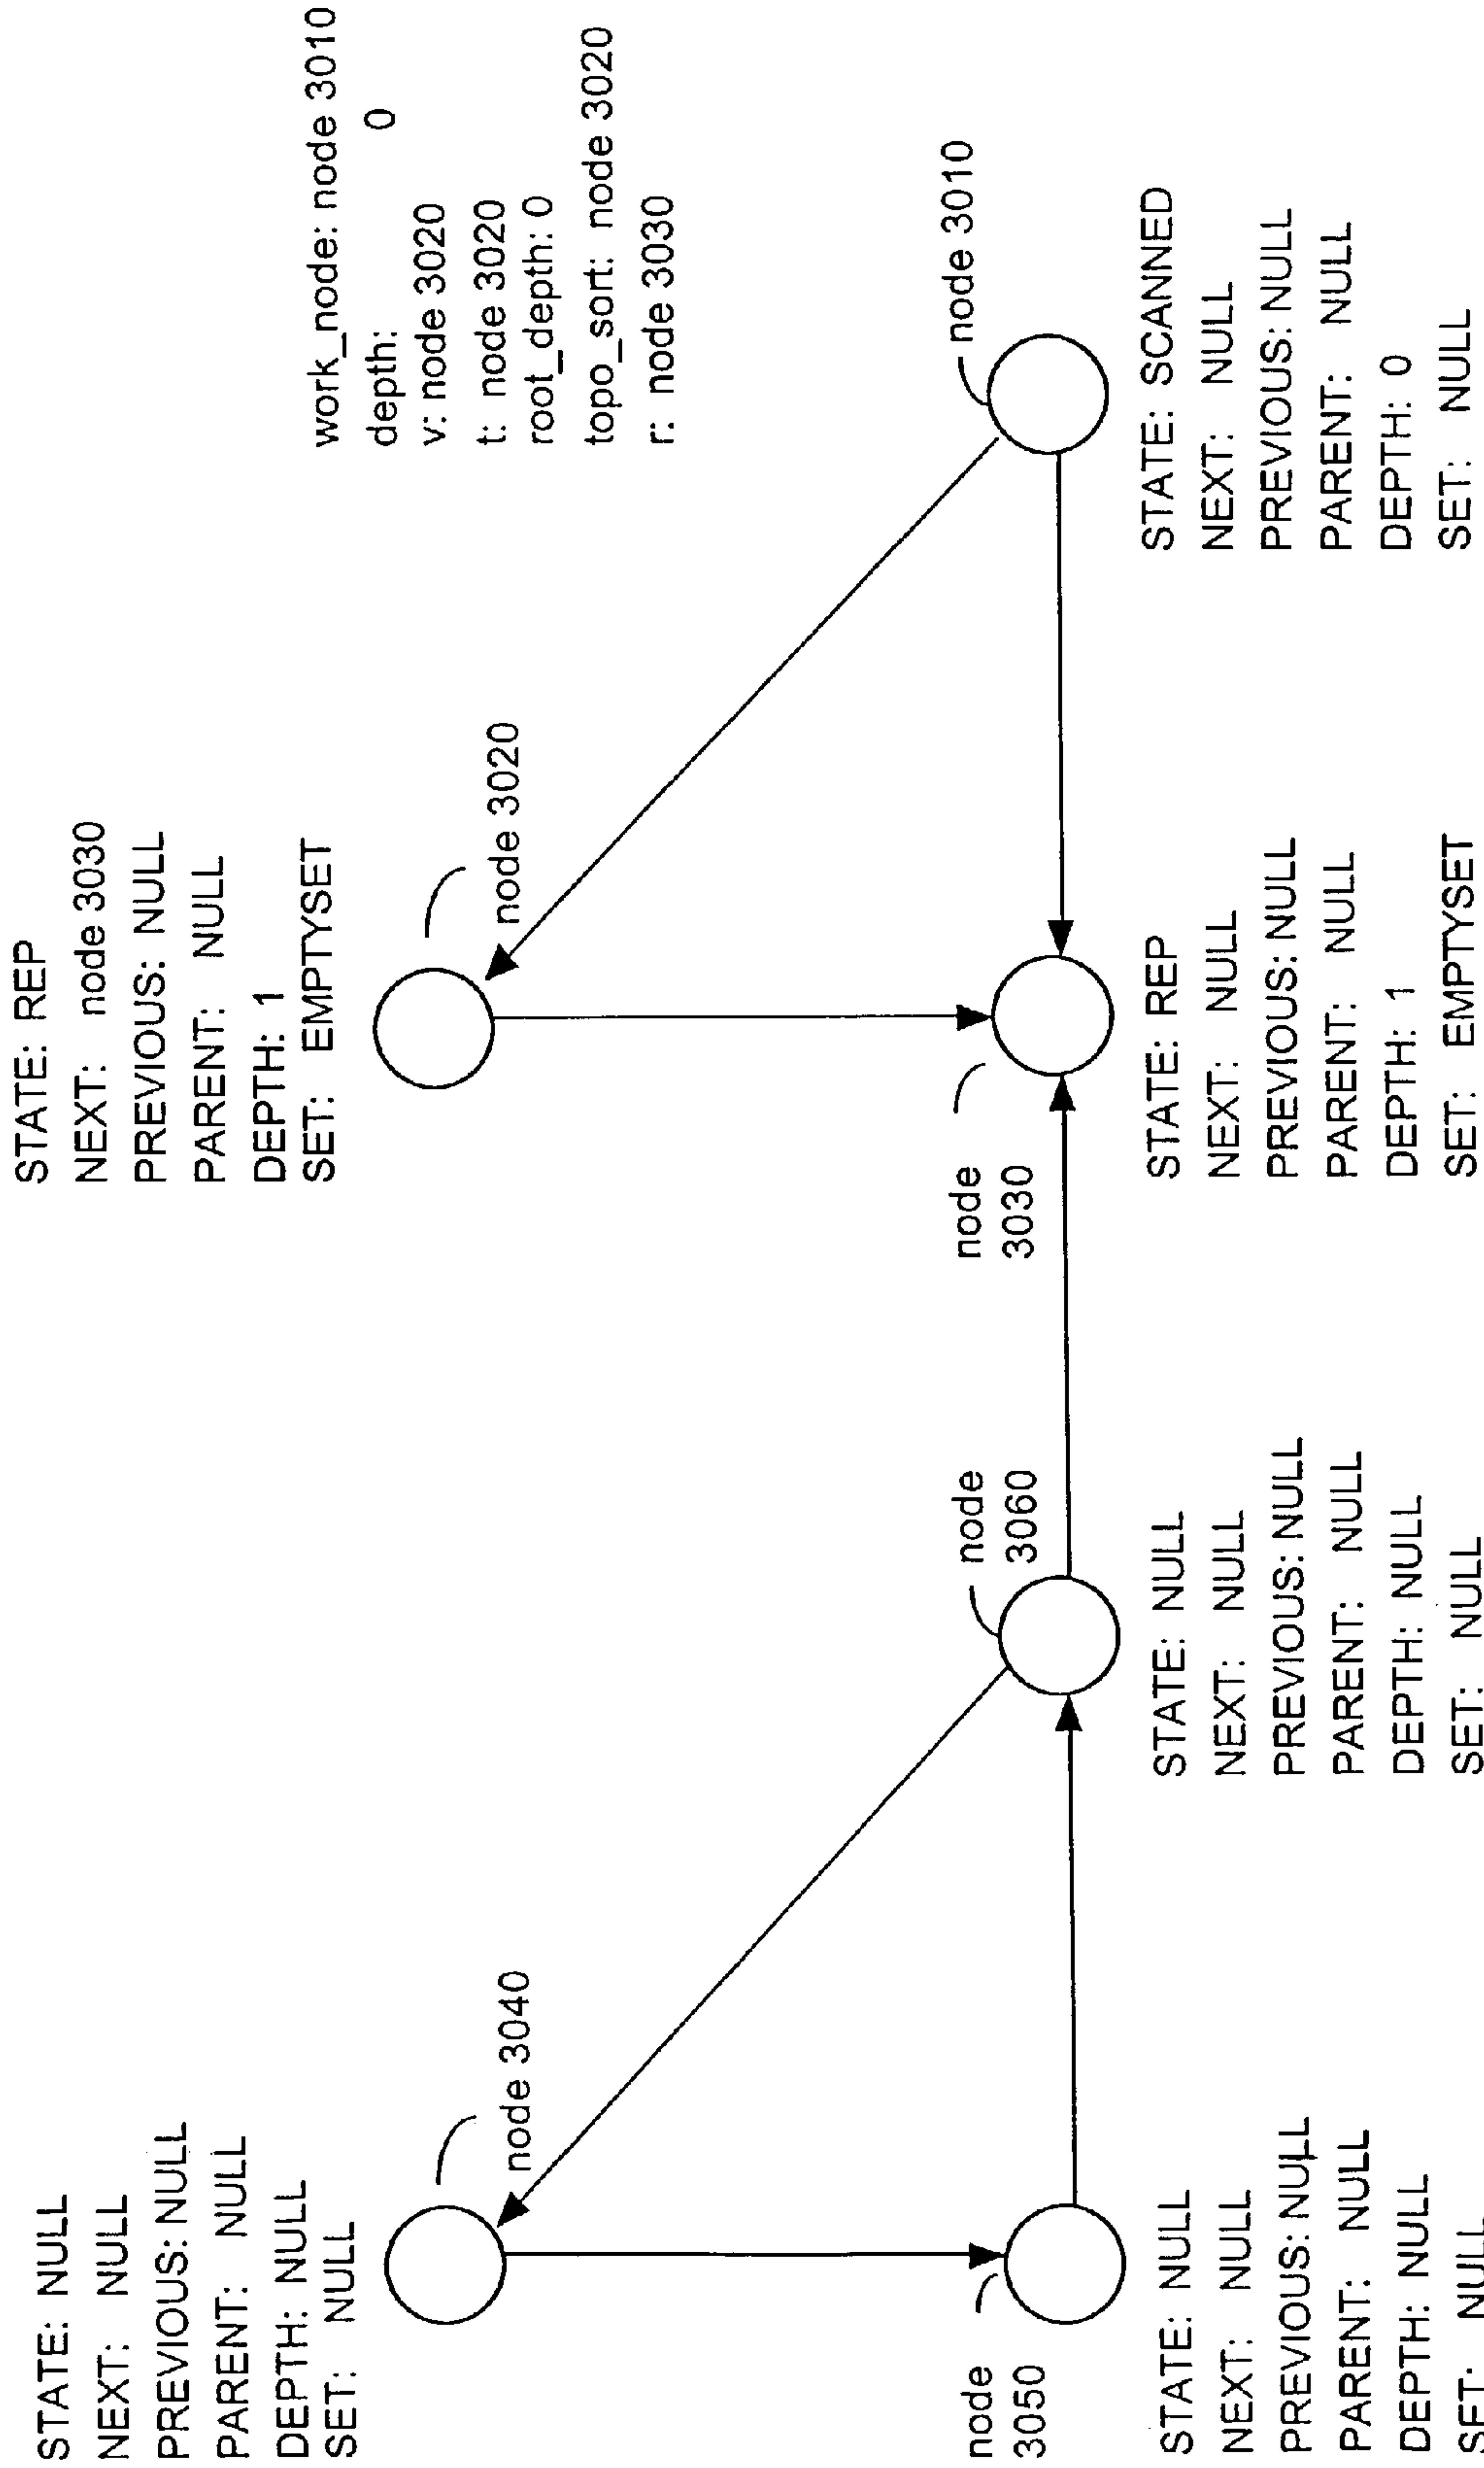 STATE: NULL
NEXT: NULL
PREVIOUS: NULL
PARENT: NULL
DEPTH: NULL
SET: NULL
node 3040
STATE: REP
NEXT: node 3030
PREVIOUS: NULL
PARENT: NULL
DEPTH: 1
SET: EMPTYSET
node 3020
work_node: node 3010
depth: 0
v: node 3020
t: node 3020
root_depth: 0
topo_sort: node 3020
r: node 3030
node
3050
STATE: NULL
NEXT: NULL
PREVIOUS: NULL
PARENT: NULL
DEPTH: NULL
SET: NULL
node
3060
STATE: NULL
NEXT: NULL
PREVIOUS: NULL
PARENT: NULL
DEPTH: NULL
SET: NULL
node
3030
STATE: REP
NEXT: NULL
PREVIOUS: NULL
PARENT: NULL
DEPTH: 1
SET: EMPTYSET
node 3010
STATE: SCANNED
NEXT: NULL
PREVIOUS: NULL
PARENT: NULL
DEPTH: 0
SET: NULL